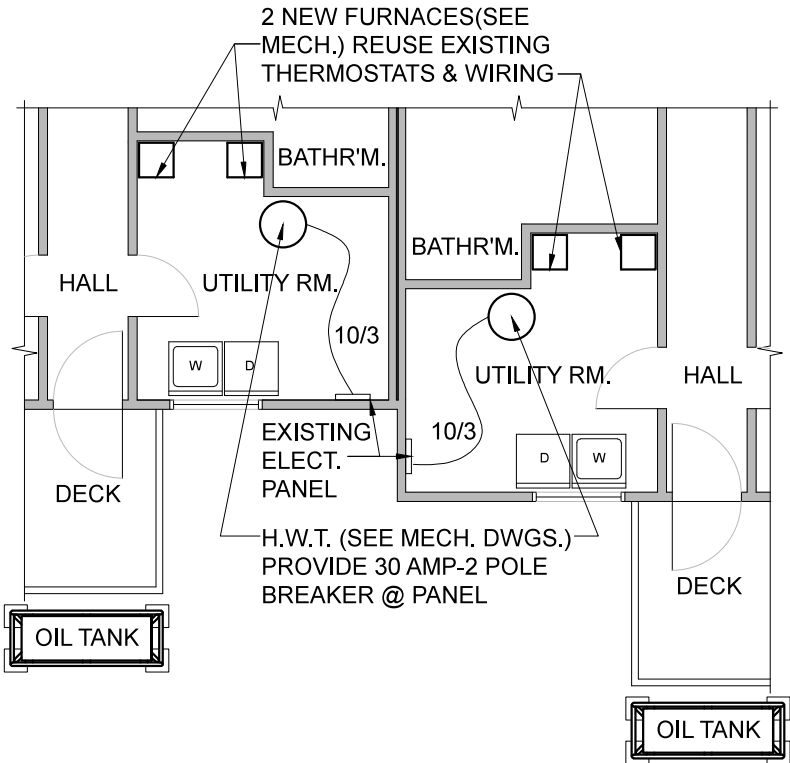 2 NEW FURNACES(SEE
MECH.) REUSE EXISTING
THERMOSTATS & WIRING
BATHR'M.
BATHR'M.
HALL
UTILITY RM.
10/3
W
D
UTILITY RM.
HALL
10/3
EXISTING
ELECT.
PANEL
D
W
DECK
H.W.T. (SEE MECH. DWGS.)
PROVIDE 30 AMP-2 POLE
BREAKER @ PANEL
DECK
OIL TANK
OIL TANK